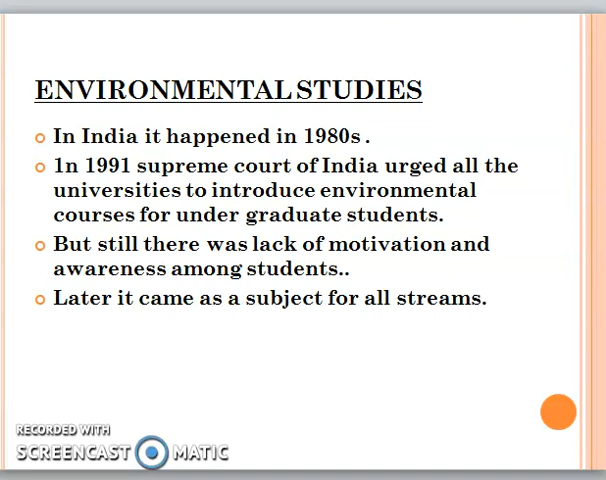 ENVIRONMENTAL STUDIES
In India it happened in 1980s .
1n 1991 supreme court of India urged all the
universities to introduce environmental
courses for under graduate students.
But still there was lack of motivation and
awareness among students..
Later it came as a subject for all streams.
RECORDED WITH
SCREENCAST MATIC